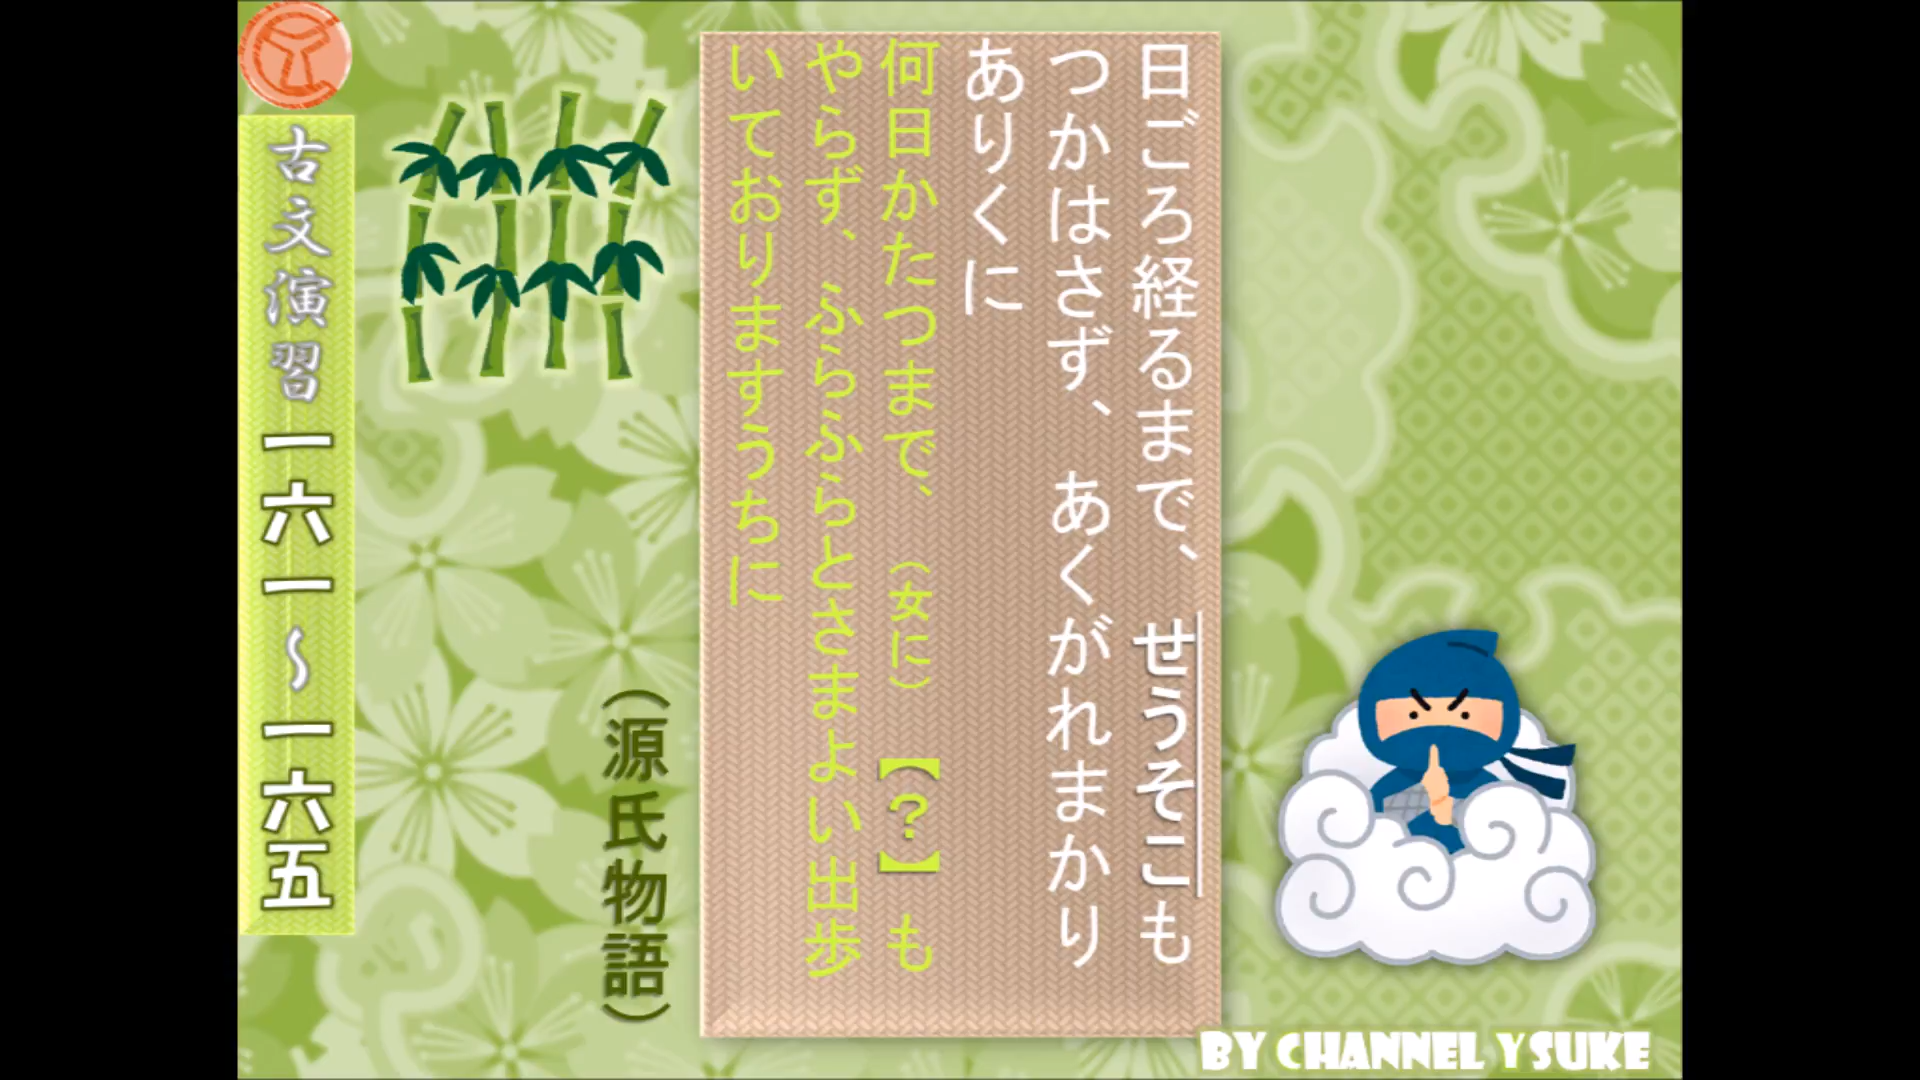 日ごろ経るまで、せうそこも
つかはさず、あくがれまかり
ありくに
何日かたつまで、（女に）【？】も
やらず、ふらふらとさまよい出歩
いておりますうちに
（源氏物語）
古文演習一六一～一六五
BY CHANNEL YSUKE